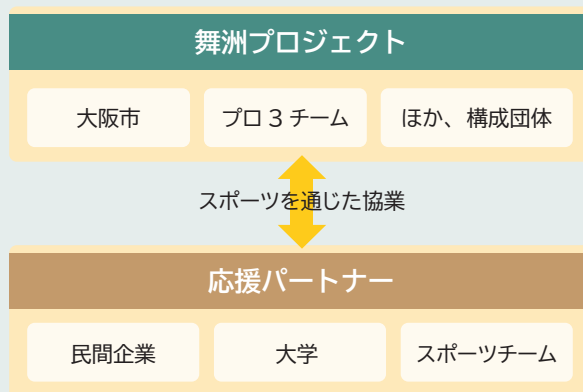 舞洲プロジェクト
大阪市 プロ3チーム ほか、構成団体
スポーツを通じた協業
応援パートナー
民間企業 大学 スポーツチーム